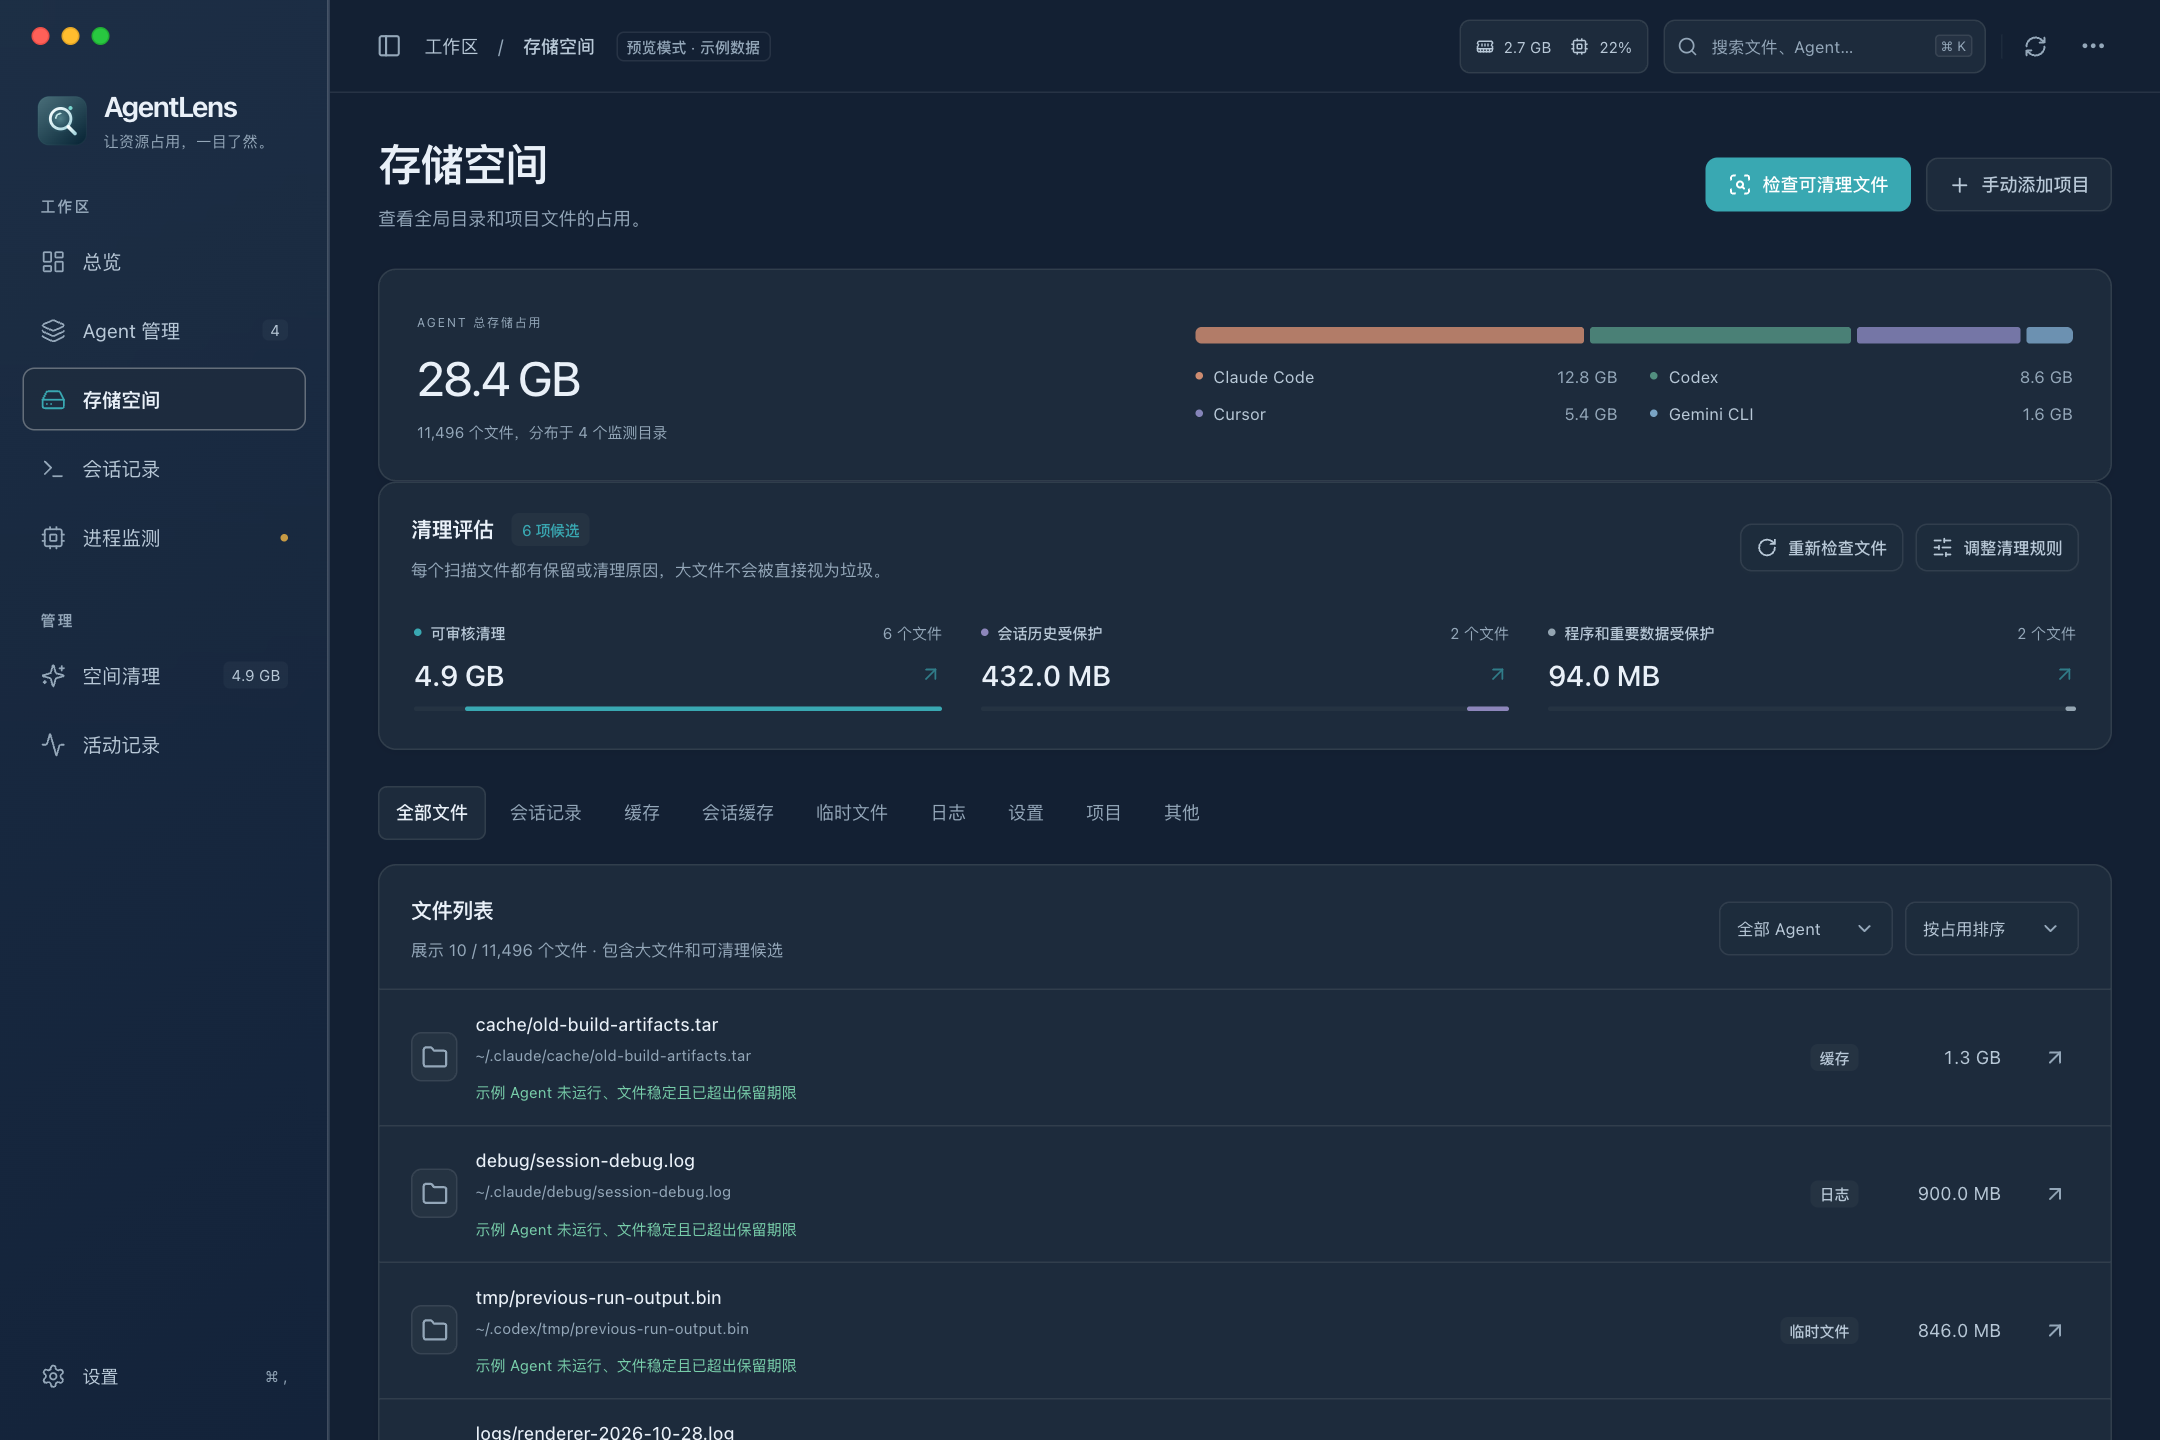 AgentLens
让资源占用，一目了然。
工作区
总览
Agent 管理 4
存储空间
会话记录
进程监测
管理
空间清理 4.9 GB
活动记录
设置 ⌘ ,
工作区 / 存储空间 预览模式 · 示例数据
2.7 GB 22% 搜索文件、Agent... ⌘ K
存储空间
查看全局目录和项目文件的占用。
检查可清理文件 手动添加项目
AGENT 总存储占用
28.4 GB
11,496 个文件，分布于 4 个监测目录
Claude Code 12.8 GB Codex 8.6 GB
Cursor 5.4 GB Gemini CLI 1.6 GB
清理评估 6 项候选
每个扫描文件都有保留或清理原因，大文件不会被直接视为垃圾。
重新检查文件 调整清理规则
可审核清理 6 个文件
4.9 GB
会话历史受保护 2 个文件
432.0 MB
程序和重要数据受保护 2 个文件
94.0 MB
全部文件 会话记录 缓存 会话缓存 临时文件 日志 设置 项目 其他
文件列表
展示 10 / 11,496 个文件 · 包含大文件和可清理候选
全部 Agent 按占用排序
cache/old-build-artifacts.tar
~/.claude/cache/old-build-artifacts.tar
示例 Agent 未运行、文件稳定且已超出保留期限
缓存 1.3 GB
debug/session-debug.log
~/.claude/debug/session-debug.log
示例 Agent 未运行、文件稳定且已超出保留期限
日志 900.0 MB
tmp/previous-run-output.bin
~/.codex/tmp/previous-run-output.bin
示例 Agent 未运行、文件稳定且已超出保留期限
临时文件 846.0 MB
logs/renderer-2026-10-28.log